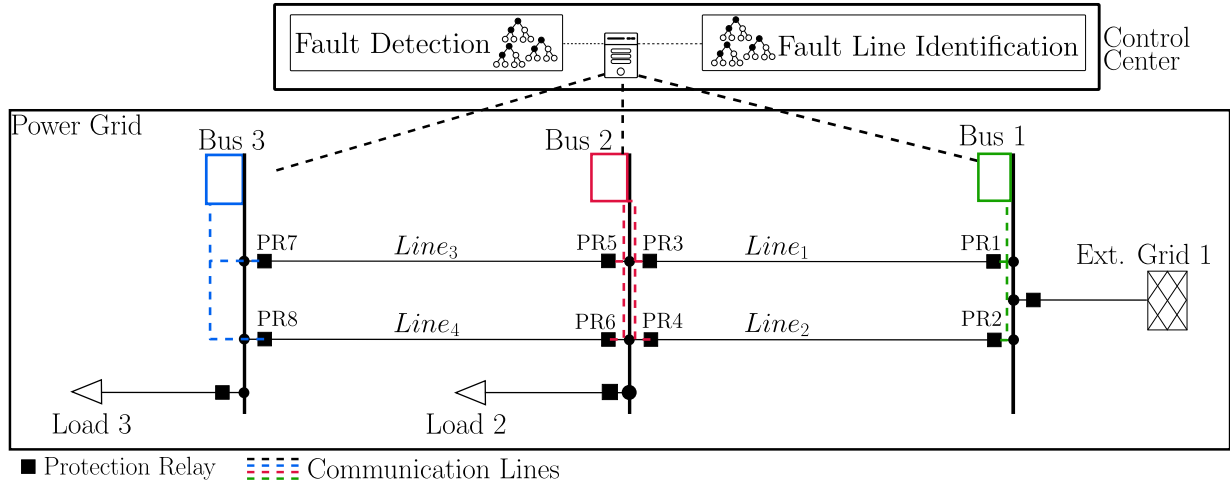 Fault Detection
Fault Line Identification
Control
Center
Power Grid
Bus 3
Bus 2
Bus 1
PR7
Line₃
PR5
PR3
Line₁
PR1
Ext. Grid 1
PR8
Line₄
PR6
PR4
Line₂
PR2
Load 3
Load 2
Protection Relay
Communication Lines